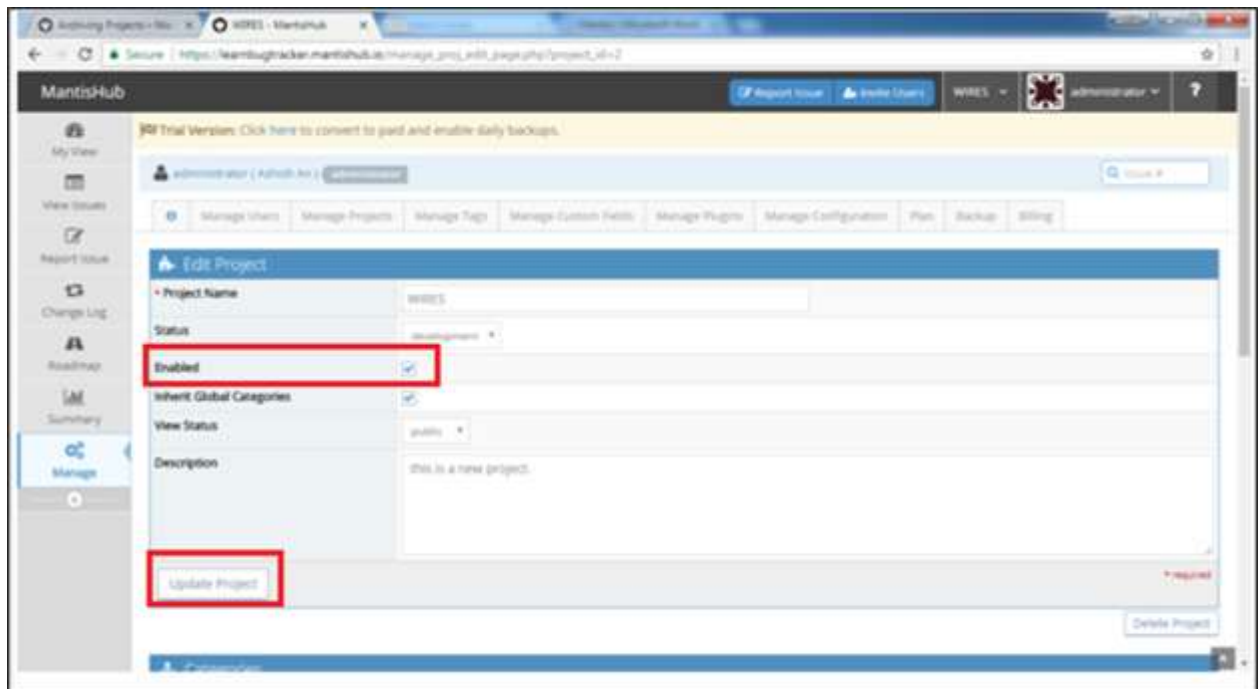 Archiving Projects - Ma
WIRES - MantisHub
Secure https://learnbugtracker.mantishub.io/manage_proj_edit_page.php?project_id=2
MantisHub
Report Issue
Invite Users
WIRES
administrator
?
Trial Version: Click here to convert to paid and enable daily backups.
My View
View Issues
Report Issue
Change Log
Roadmap
Summary
Manage
administrator
administrator
Issue #
Manage Users
Manage Projects
Manage Tags
Manage Custom Fields
Manage Plugins
Manage Configuration
Plan
Backup
Billing
Edit Project
* Project Name
WIRES
Status
development
Enabled
Inherit Global Categories
View Status
public
Description
this is a new project.
Update Project
* required
Delete Project
Categories